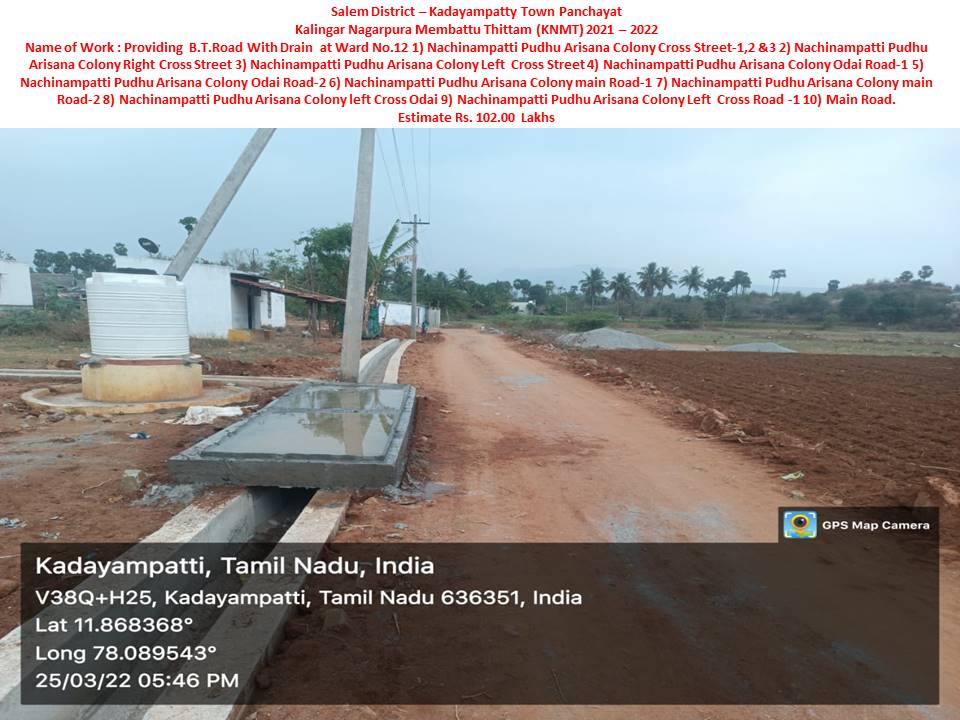 Salem District – Kadayampatty Town Panchayat
Kalingar Nagarpura Membattu Thittam (KNMT) 2021 – 2022
Name of Work : Providing B.T.Road With Drain at Ward No.12 1) Nachinampatti Pudhu Arisana Colony Cross Street-1,2 &3 2) Nachinampatti Pudhu
Arisana Colony Right Cross Street 3) Nachinampatti Pudhu Arisana Colony Left Cross Street 4) Nachinampatti Pudhu Arisana Colony Odai Road-1 5)
Nachinampatti Pudhu Arisana Colony Odai Road-2 6) Nachinampatti Pudhu Arisana Colony main Road-1 7) Nachinampatti Pudhu Arisana Colony main
Road-2 8) Nachinampatti Pudhu Arisana Colony left Cross Odai 9) Nachinampatti Pudhu Arisana Colony Left Cross Road -1 10) Main Road.
Estimate Rs. 102.00 Lakhs
GPS Map Camera
Kadayampatti, Tamil Nadu, India
V38Q+H25, Kadayampatti, Tamil Nadu 636351, India
Lat 11.868368°
Long 78.089543°
25/03/22 05:46 PM